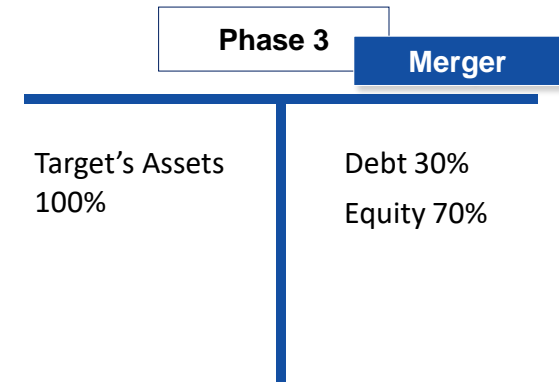 Phase 3
Merger
Target's Assets
100%
Debt 30%
Equity 70%